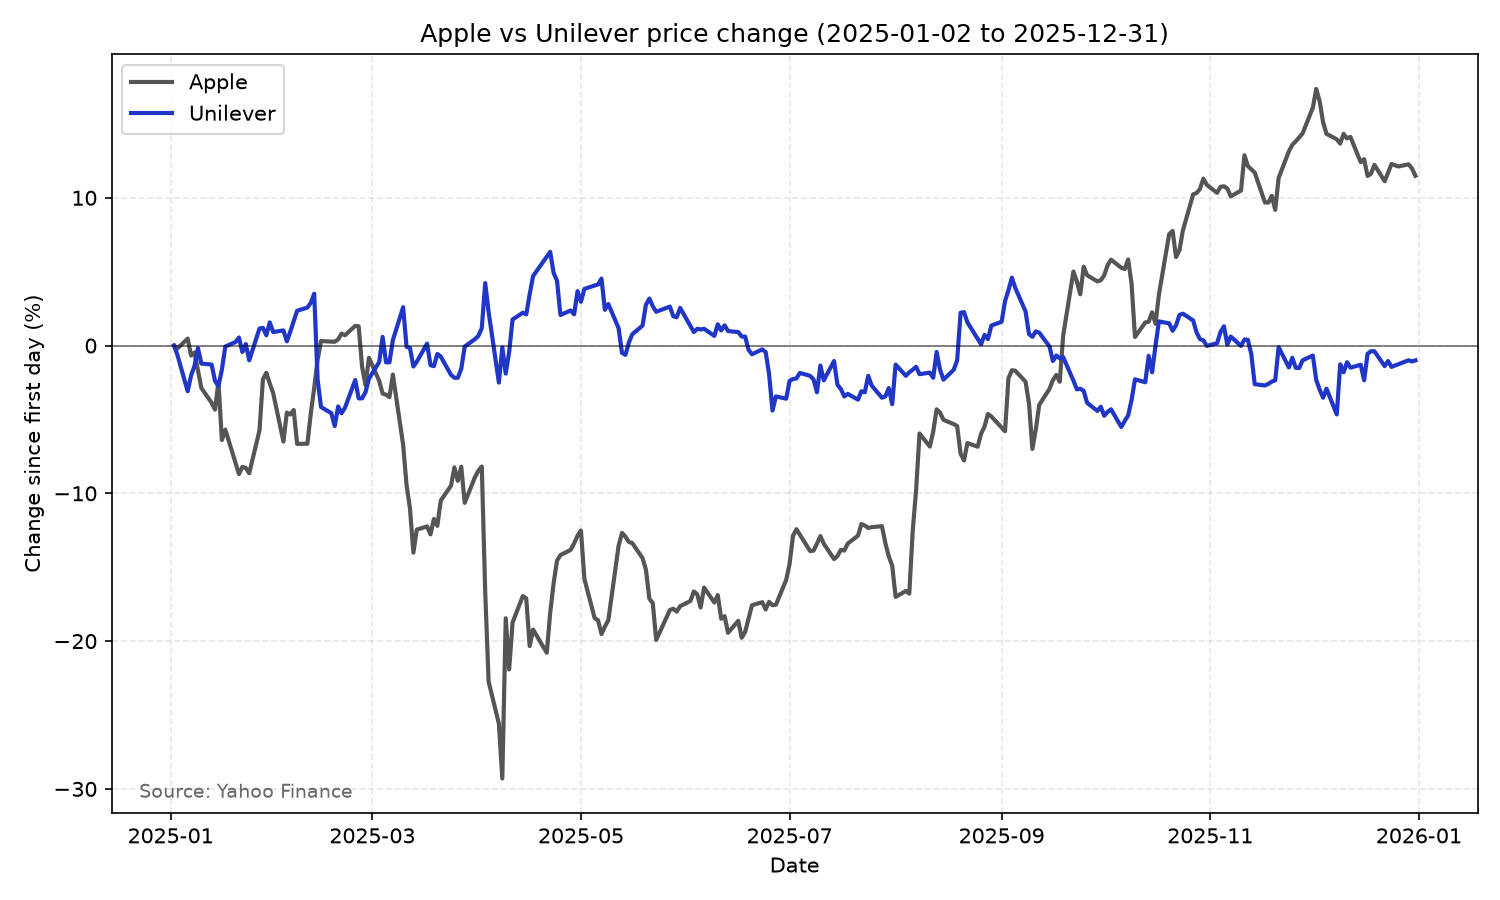 Apple vs Unilever price change (2025-01-02 to 2025-12-31)
Apple
Unilever
Change since first day (%)
10
0
−10
−20
−30
Source: Yahoo Finance
2025-01
2025-03
2025-05
2025-07
2025-09
2025-11
2026-01
Date